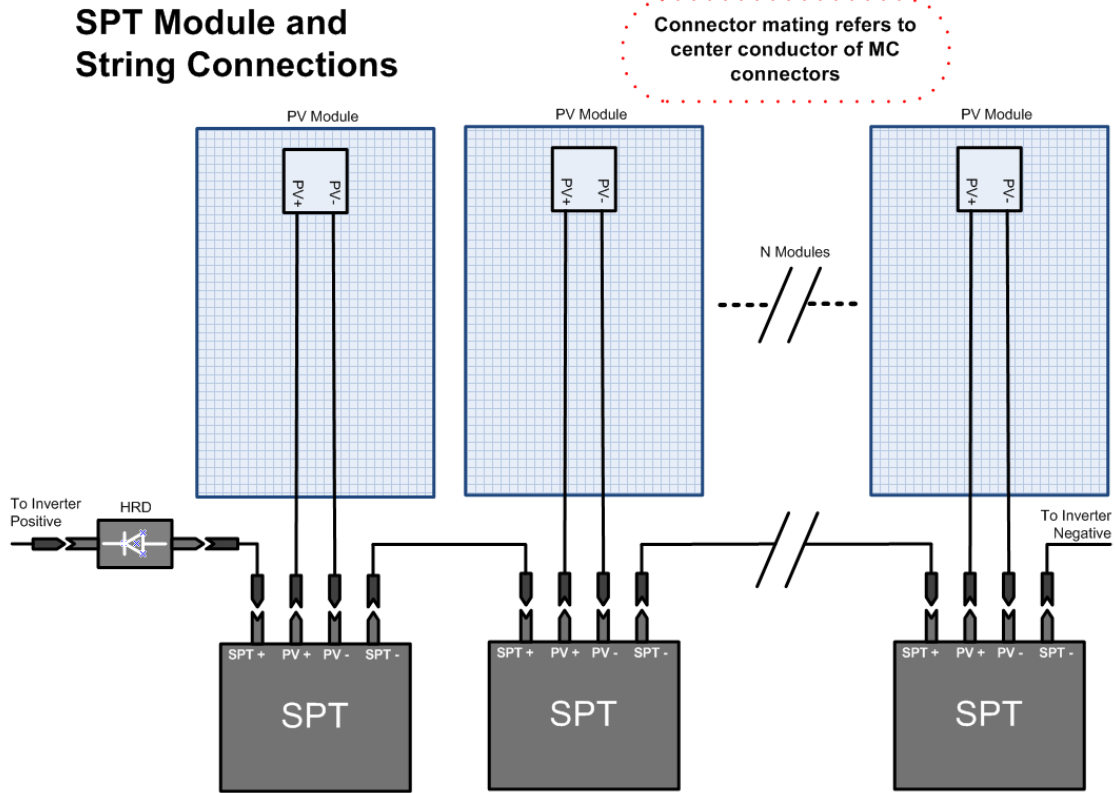 SPT Module and
String Connections
Connector mating refers to
center conductor of MC
connectors
PV Module
PV Module
PV Module
PV+
PV-
PV+
PV-
PV+
PV-
N Modules
To Inverter
Positive
HRD
To Inverter
Negative
SPT + PV + PV - SPT -
SPT + PV + PV - SPT -
SPT + PV + PV - SPT -
SPT
SPT
SPT